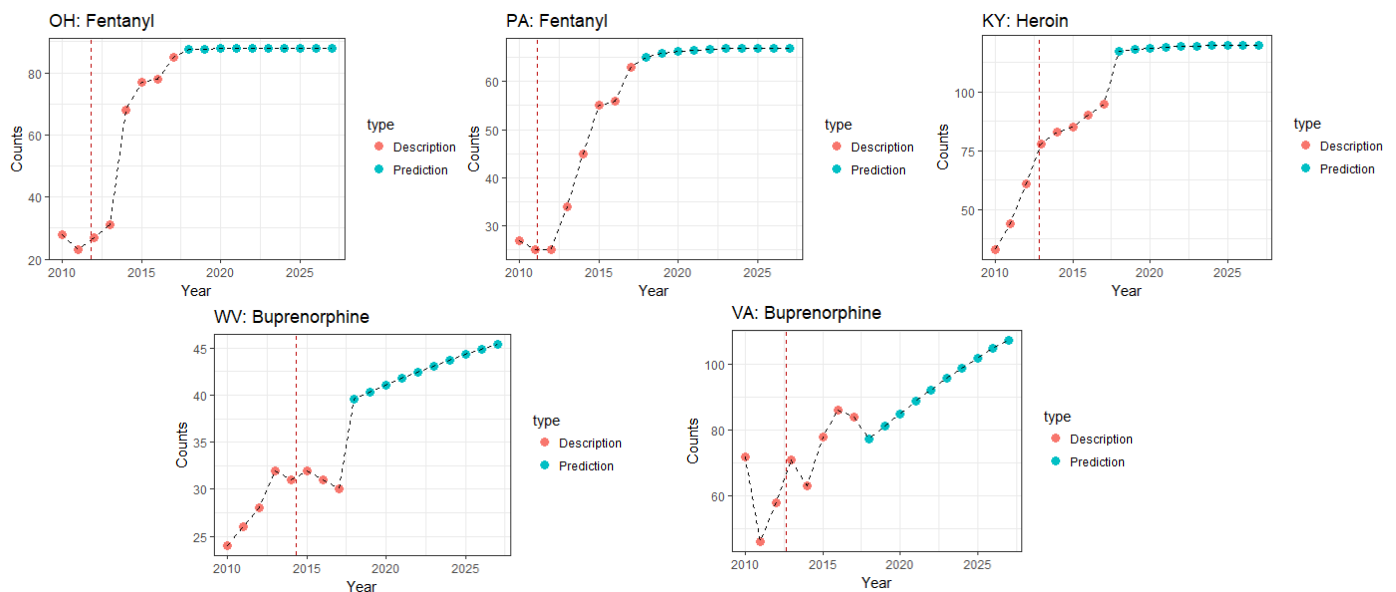 OH: Fentanyl
80
60
40
20
Counts
2010 2015 2020 2025
Year
type
Description
Prediction
PA: Fentanyl
60
50
40
30
Counts
2010 2015 2020 2025
Year
type
Description
Prediction
KY: Heroin
100
75
50
Counts
2010 2015 2020 2025
Year
type
Description
Prediction
WV: Buprenorphine
45
40
35
30
25
Counts
2010 2015 2020 2025
Year
type
Description
Prediction
VA: Buprenorphine
100
80
60
Counts
2010 2015 2020 2025
Year
type
Description
Prediction